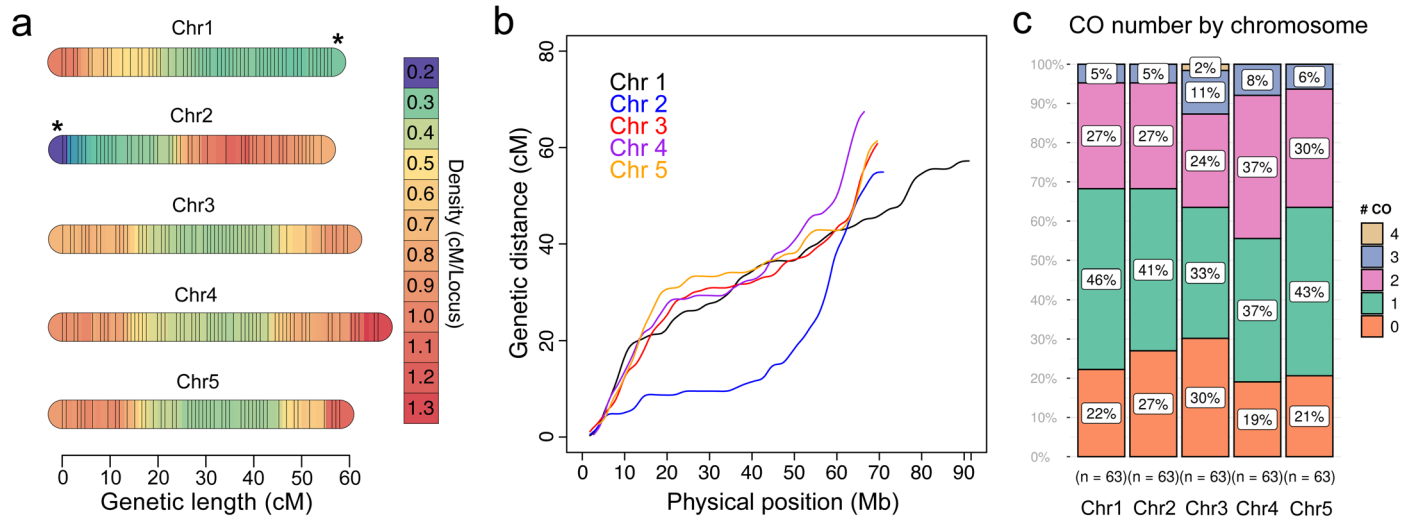 a
Chr1
*
Chr2
*
Chr3
Chr4
Chr5
0 10 20 30 40 50 60
Genetic length (cM)
0.2
0.3
0.4
0.5
0.6
0.7
0.8
0.9
1.0
1.1
1.2
1.3
Density (cM/Locus)
b
Chr 1
Chr 2
Chr 3
Chr 4
Chr 5
80
60
40
20
0
Genetic distance (cM)
0 10 20 30 40 50 60 70 80 90
Physical position (Mb)
c
CO number by chromosome
100%
90%
80%
70%
60%
50%
40%
30%
20%
10%
0%
5% 5% 2% 8% 6%
11%
27% 27% 24% 37% 30%
46% 41% 33% 37% 43%
22% 27% 30% 19% 21%
(n = 63) (n = 63) (n = 63) (n = 63) (n = 63)
Chr1 Chr2 Chr3 Chr4 Chr5
# CO
4
3
2
1
0